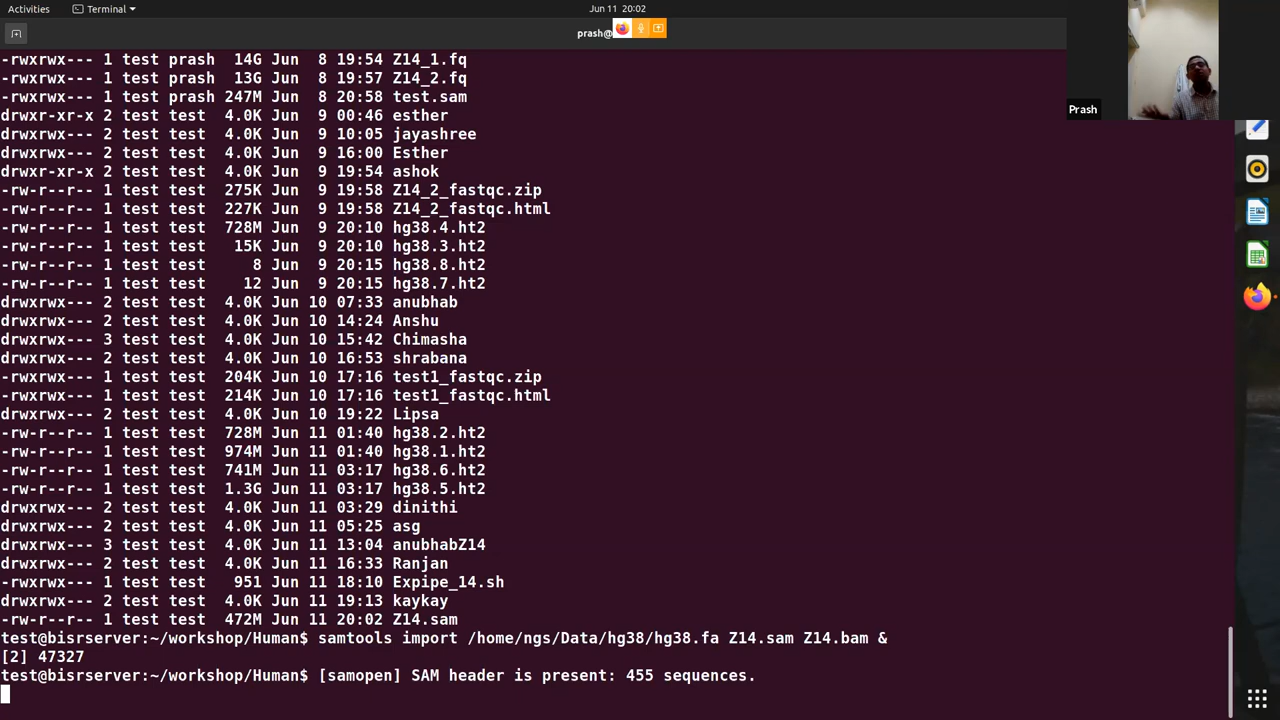 Activities
Terminal
Jun 11 20:02
prash@
-rwxrwx--- 1 test prash  14G Jun  8 19:54 Z14_1.fq
-rwxrwx--- 1 test prash  13G Jun  8 19:57 Z14_2.fq
-rwxrwx--- 1 test prash 247M Jun  8 20:58 test.sam
drwxr-xr-x 2 test test  4.0K Jun  9 00:46 esther
drwxrwx--- 2 test test  4.0K Jun  9 10:05 jayashree
drwxrwx--- 2 test test  4.0K Jun  9 16:00 Esther
drwxr-xr-x 2 test test  4.0K Jun  9 19:54 ashok
-rw-r--r-- 1 test test  275K Jun  9 19:58 Z14_2_fastqc.zip
-rw-r--r-- 1 test test  227K Jun  9 19:58 Z14_2_fastqc.html
-rw-r--r-- 1 test test  728M Jun  9 20:10 hg38.4.ht2
-rw-r--r-- 1 test test   15K Jun  9 20:10 hg38.3.ht2
-rw-r--r-- 1 test test     8 Jun  9 20:15 hg38.8.ht2
-rw-r--r-- 1 test test    12 Jun  9 20:15 hg38.7.ht2
drwxrwx--- 2 test test  4.0K Jun 10 07:33 anubhab
drwxrwx--- 2 test test  4.0K Jun 10 14:24 Anshu
drwxrwx--- 3 test test  4.0K Jun 10 15:42 Chimasha
drwxrwx--- 2 test test  4.0K Jun 10 16:53 shrabana
-rwxrwx--- 1 test test  204K Jun 10 17:16 test1_fastqc.zip
-rwxrwx--- 1 test test  214K Jun 10 17:16 test1_fastqc.html
drwxrwx--- 2 test test  4.0K Jun 10 19:22 Lipsa
-rw-r--r-- 1 test test  728M Jun 11 01:40 hg38.2.ht2
-rw-r--r-- 1 test test  974M Jun 11 01:40 hg38.1.ht2
-rw-r--r-- 1 test test  741M Jun 11 03:17 hg38.6.ht2
-rw-r--r-- 1 test test  1.3G Jun 11 03:17 hg38.5.ht2
drwxrwx--- 2 test test  4.0K Jun 11 03:29 dinithi
drwxrwx--- 2 test test  4.0K Jun 11 05:25 asg
drwxrwx--- 3 test test  4.0K Jun 11 13:04 anubhabZ14
drwxrwx--- 2 test test  4.0K Jun 11 16:33 Ranjan
-rwxrwx--- 1 test test   951 Jun 11 18:10 Expipe_14.sh
drwxrwx--- 2 test test  4.0K Jun 11 19:13 kaykay
-rw-r--r-- 1 test test  472M Jun 11 20:02 Z14.sam
test@bisrserver:~/workshop/Human$ samtools import /home/ngs/Data/hg38/hg38.fa Z14.sam Z14.bam &
[2] 47327
test@bisrserver:~/workshop/Human$ [samopen] SAM header is present: 455 sequences.
Prash